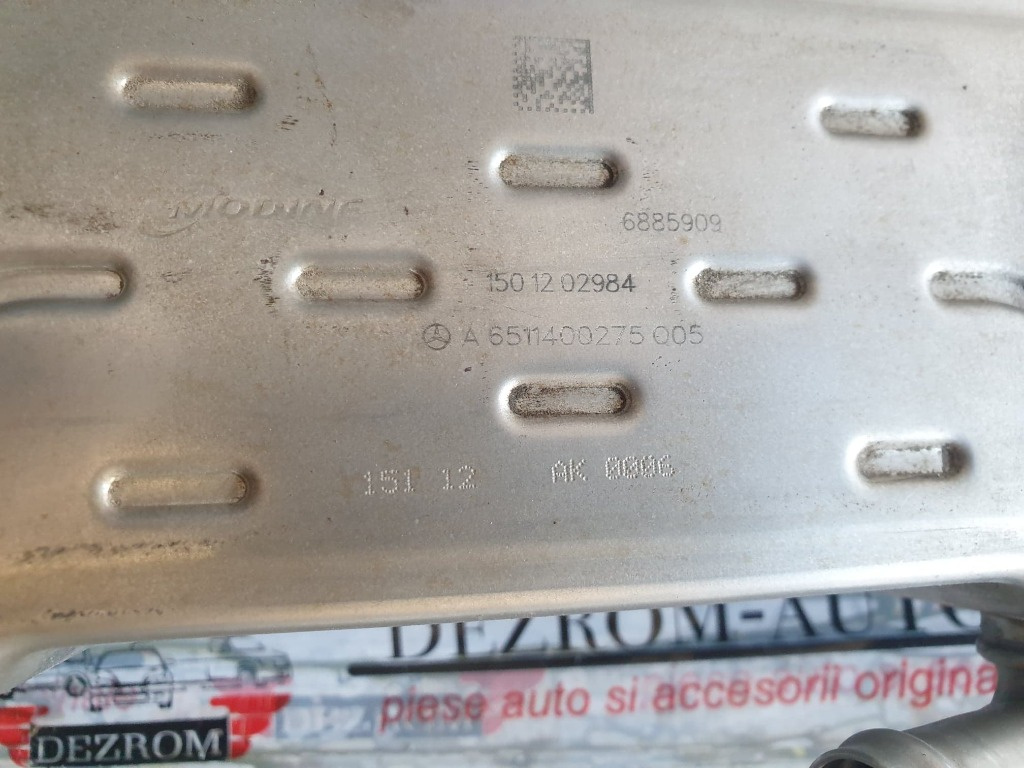 MODINE
6885909
150 12 02984
A 6511400275 Q05
151 12 AK 0006
DEZROM-AUTO
piese auto si accesorii origina
DEZROM